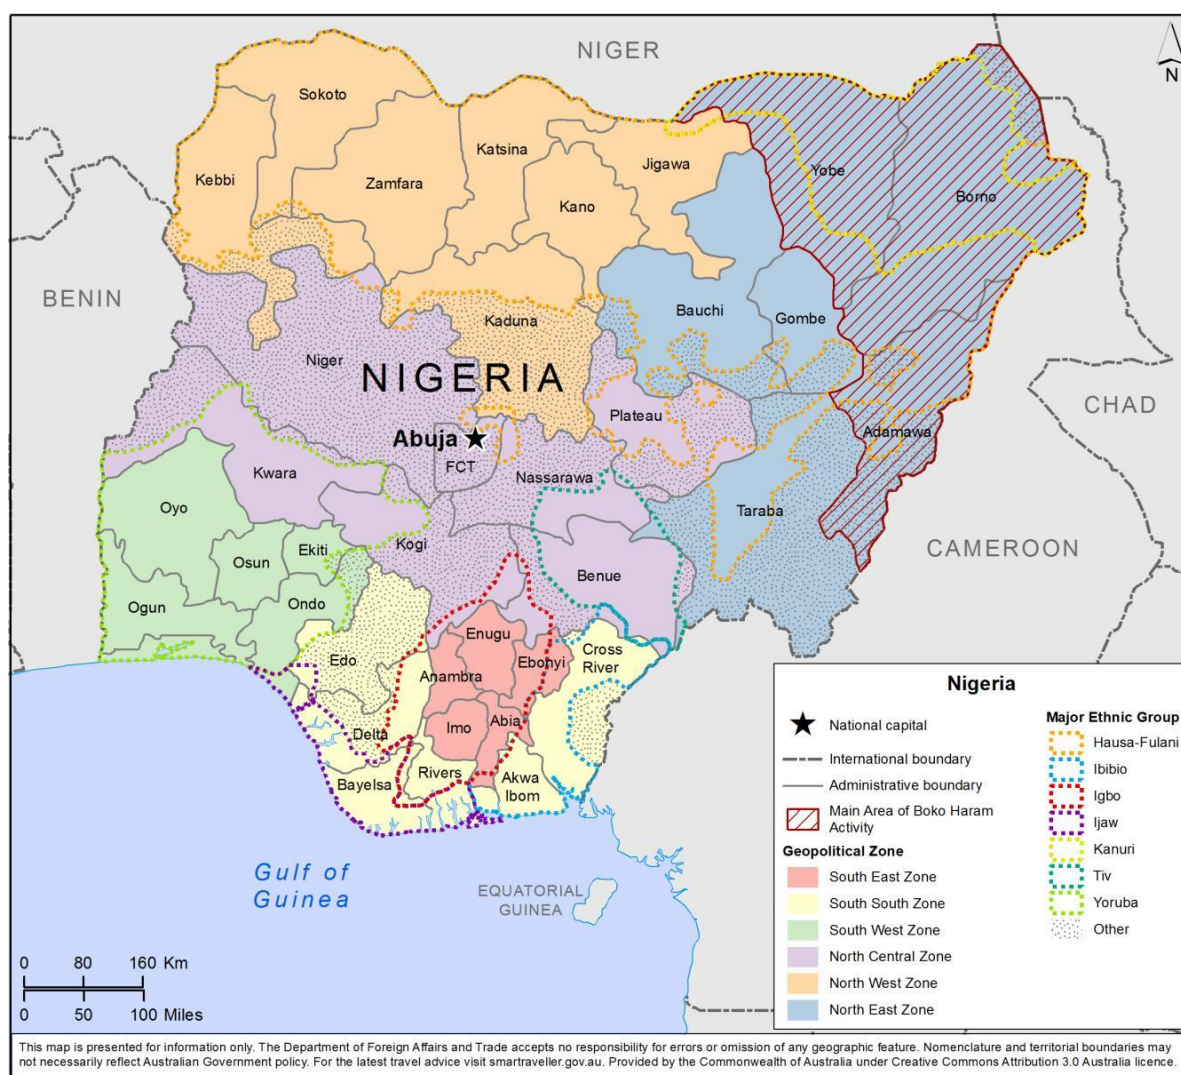 NIGER
N
Sokoto
Katsina
Jigawa
Kebbi
Zamfara
Kano
Yobe
Borno
BENIN
Bauchi
Gombe
Kaduna
Niger
NIGERIA
CHAD
Plateau
Abuja
FCT
Adamawa
Kwara
Nassarawa
Oyo
Taraba
Kogi
CAMEROON
Ekiti
Osun
Benue
Ogun
Ondo
Enugu
Cross
River
Edo
Ebonyi
Anambra
Abia
Imo
Delta
Rivers
Akwa
Ibom
Bayelsa
Gulf of
Guinea
EQUATORIAL
GUINEA
0 80 160 Km
0 50 100 Miles
Nigeria
National capital
International boundary
Administrative boundary
Main Area of Boko Haram
Activity
Geopolitical Zone
South East Zone
South South Zone
South West Zone
North Central Zone
North West Zone
North East Zone
Major Ethnic Group
Hausa-Fulani
Ibibio
Igbo
Ijaw
Kanuri
Tiv
Yoruba
Other
This map is presented for information only. The Department of Foreign Affairs and Trade accepts no responsibility for errors or omission of any geographic feature. Nomenclature and territorial boundaries may
not necessarily reflect Australian Government policy. For the latest travel advice visit smartraveller.gov.au. Provided by the Commonwealth of Australia under Creative Commons Attribution 3.0 Australia licence.